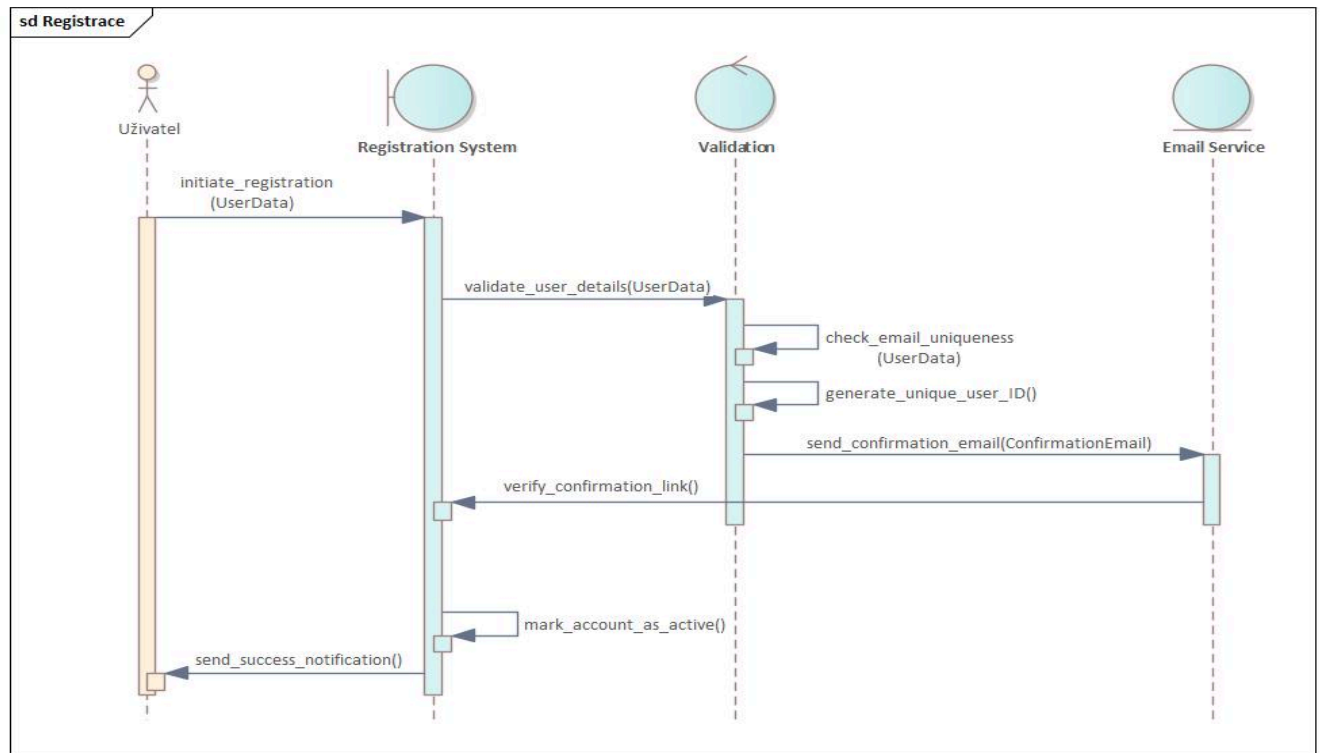 sd Registrace
Uživatel
Registration System
Validation
Email Service
initiate_registration
(UserData)
validate_user_details(UserData)
check_email_uniqueness
(UserData)
generate_unique_user_ID()
send_confirmation_email(ConfirmationEmail)
verify_confirmation_link()
mark_account_as_active()
send_success_notification()